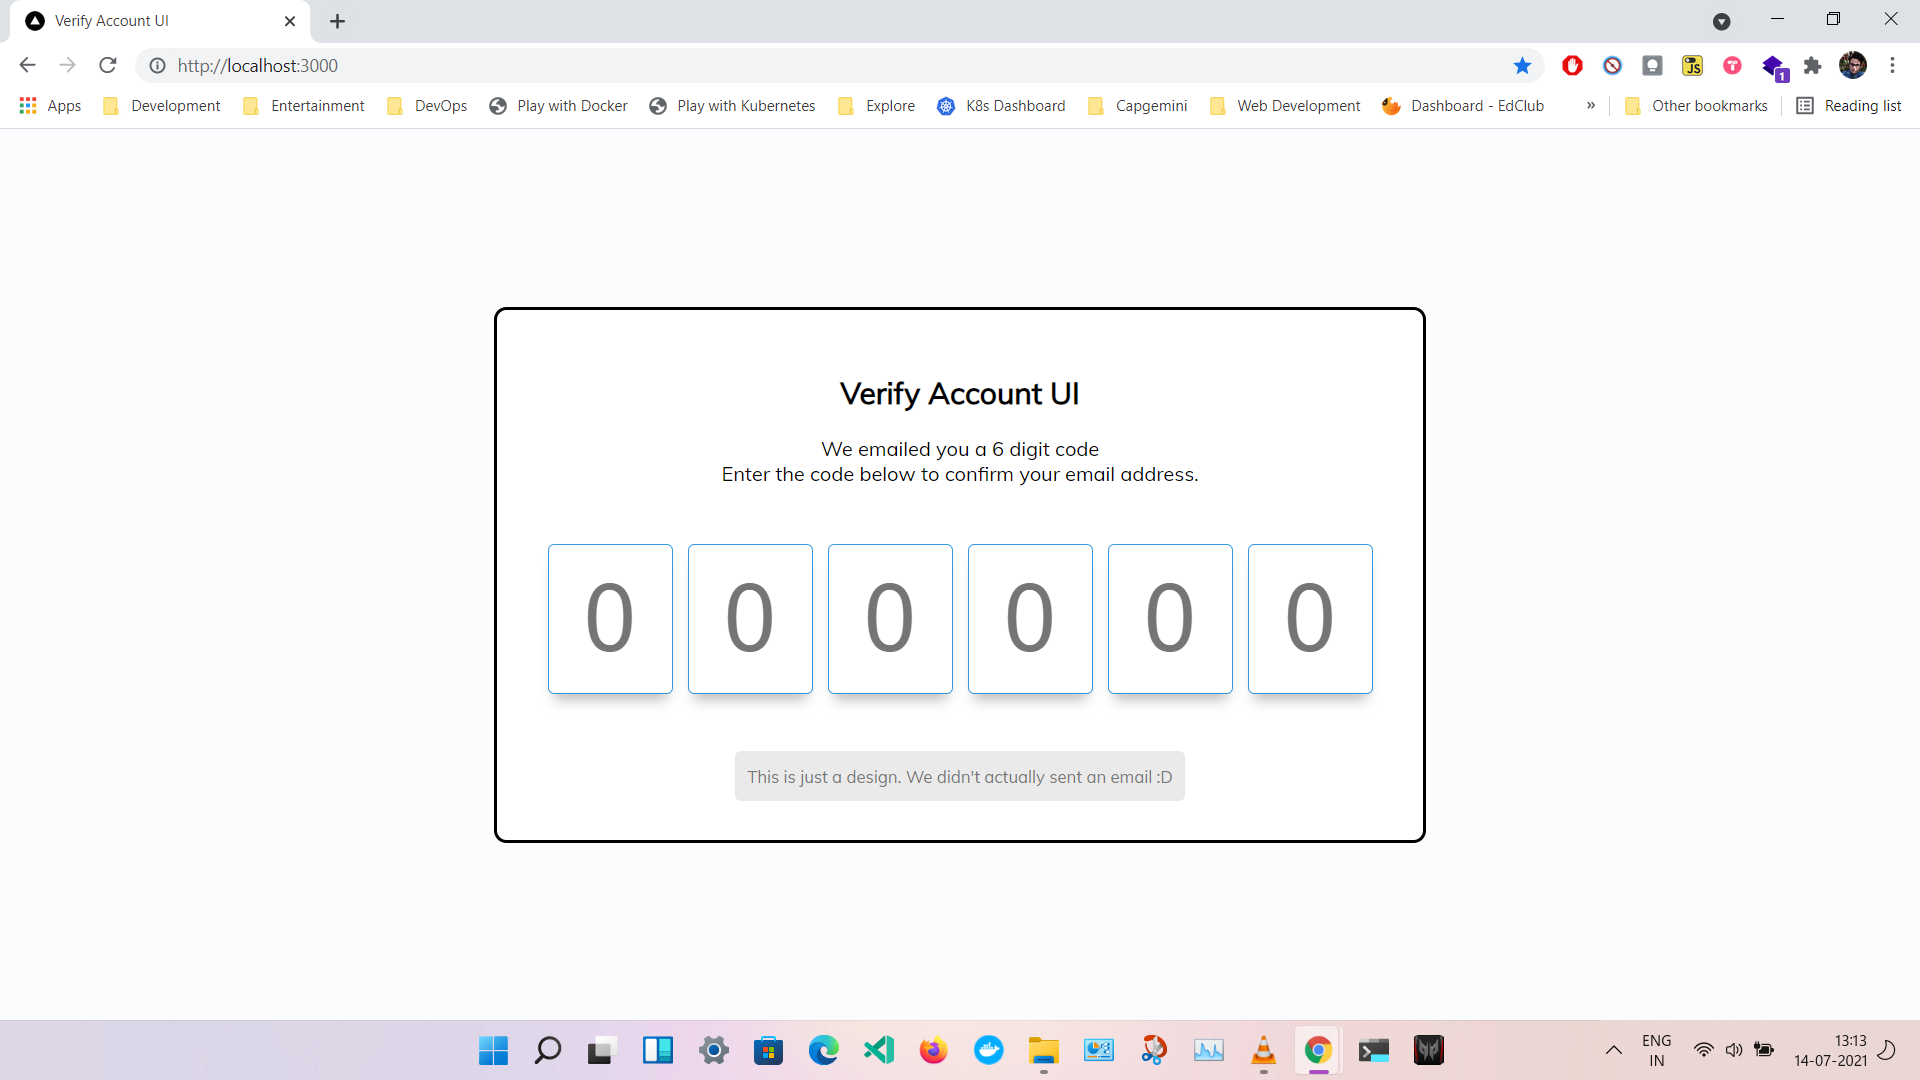 Verify Account UI
http://localhost:3000
JS
1
Apps
Development
Entertainment
DevOps
Play with Docker
Play with Kubernetes
Explore
K8s Dashboard
Capgemini
Web Development
Dashboard - EdClub
»
Other bookmarks
Reading list
Verify Account UI
We emailed you a 6 digit code
Enter the code below to confirm your email address.
0 0 0 0 0 0
This is just a design. We didn't actually sent an email :D
ENG
IN
13:13
14-07-2021